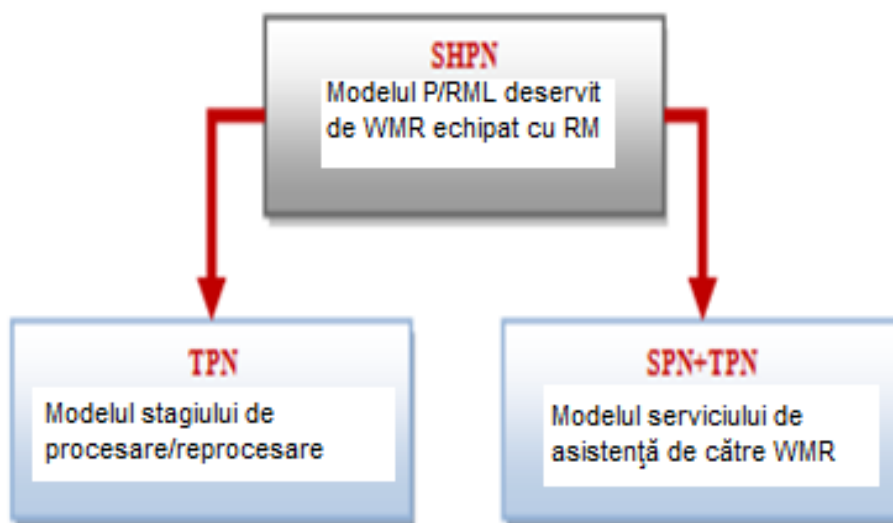 SHPN
Modelul P/RML deservit
de WMR echipat cu RM
TPN
Modelul stagiului de
procesare/reprocesare
SPN+TPN
Modelul serviciului de
asistenţă de către WMR